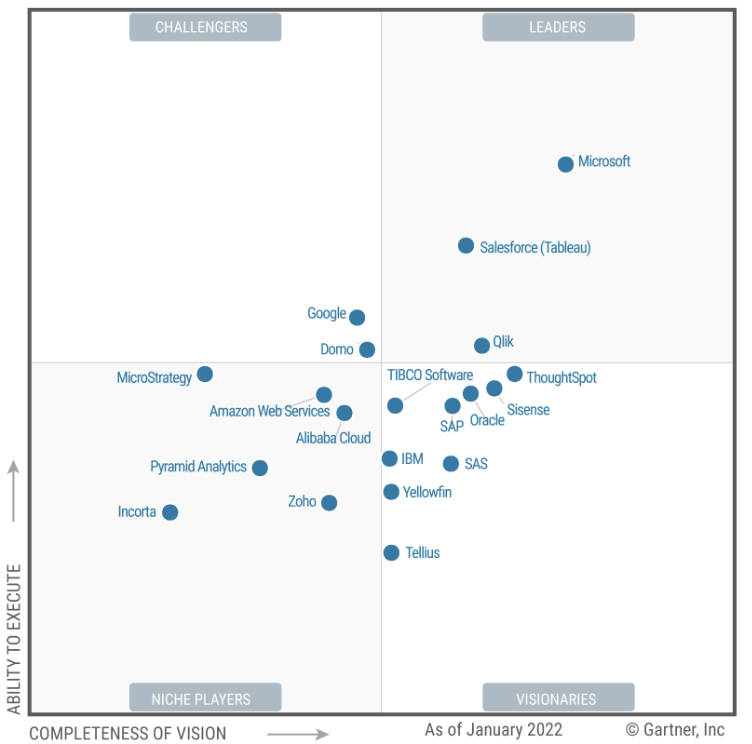 CHALLENGERS
LEADERS
Microsoft
Salesforce (Tableau)
Google
Domo
Qlik
MicroStrategy
TIBCO Software
ThoughtSpot
Amazon Web Services
Sisense
Oracle
SAP
Alibaba Cloud
IBM
SAS
Pyramid Analytics
Yellowfin
Zoho
Incorta
Tellius
ABILITY TO EXECUTE
NICHE PLAYERS
VISIONARIES
COMPLETENESS OF VISION
As of January 2022
© Gartner, Inc